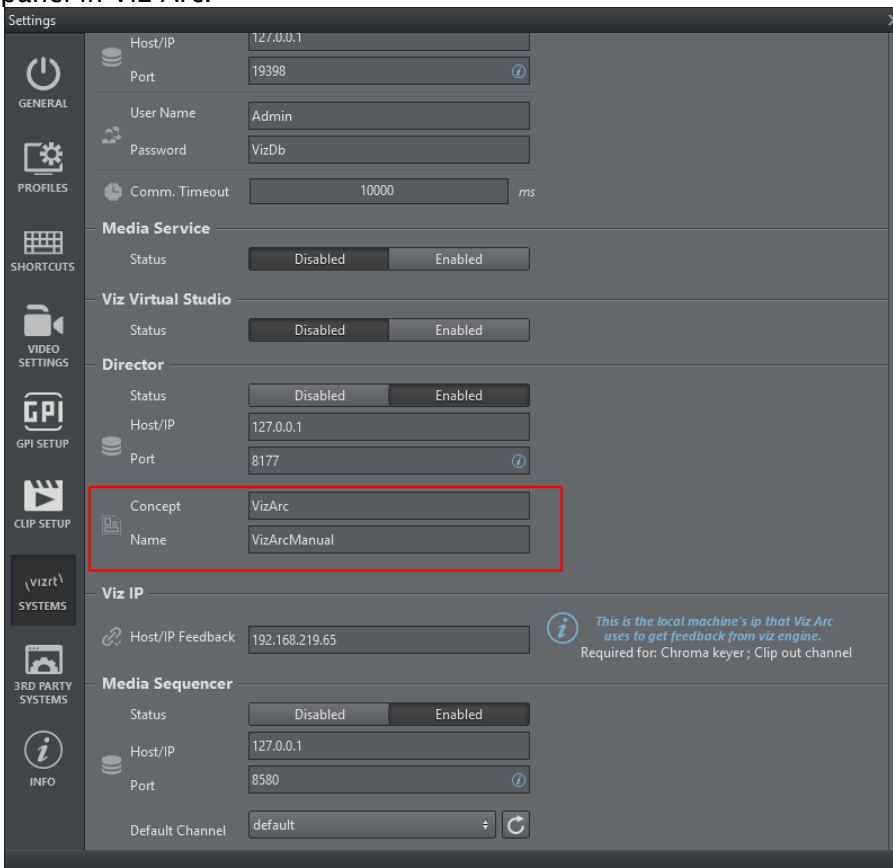 panel in Viz Arc.
Settings
GENERAL
PROFILES
SHORTCUTS
VIDEO
SETTINGS
GPI
GPI SETUP
CLIP SETUP
vizrt
SYSTEMS
3RD PARTY
SYSTEMS
INFO
Host/IP 127.0.0.1
Port 19398
User Name Admin
Password VizDb
Comm. Timeout 10000 ms
Media Service
Status Disabled Enabled
Viz Virtual Studio
Status Disabled Enabled
Director
Status Disabled Enabled
Host/IP 127.0.0.1
Port 8177
Concept VizArc
Name VizArcManual
Viz IP
Host/IP Feedback 192.168.219.65
This is the local machine's ip that Viz Arc
uses to get feedback from viz engine.
Required for: Chroma keyer ; Clip out channel
Media Sequencer
Status Disabled Enabled
Host/IP 127.0.0.1
Port 8580
Default Channel default